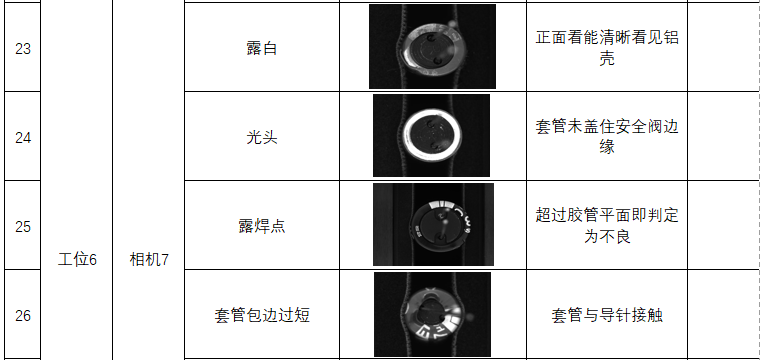 23
露白
正面看能清晰看见铝
壳
24
光头
套管未盖住安全阀边
缘
25
工位6
相机7
露焊点
超过胶管平面即判定
为不良
26
套管包边过短
套管与导针接触